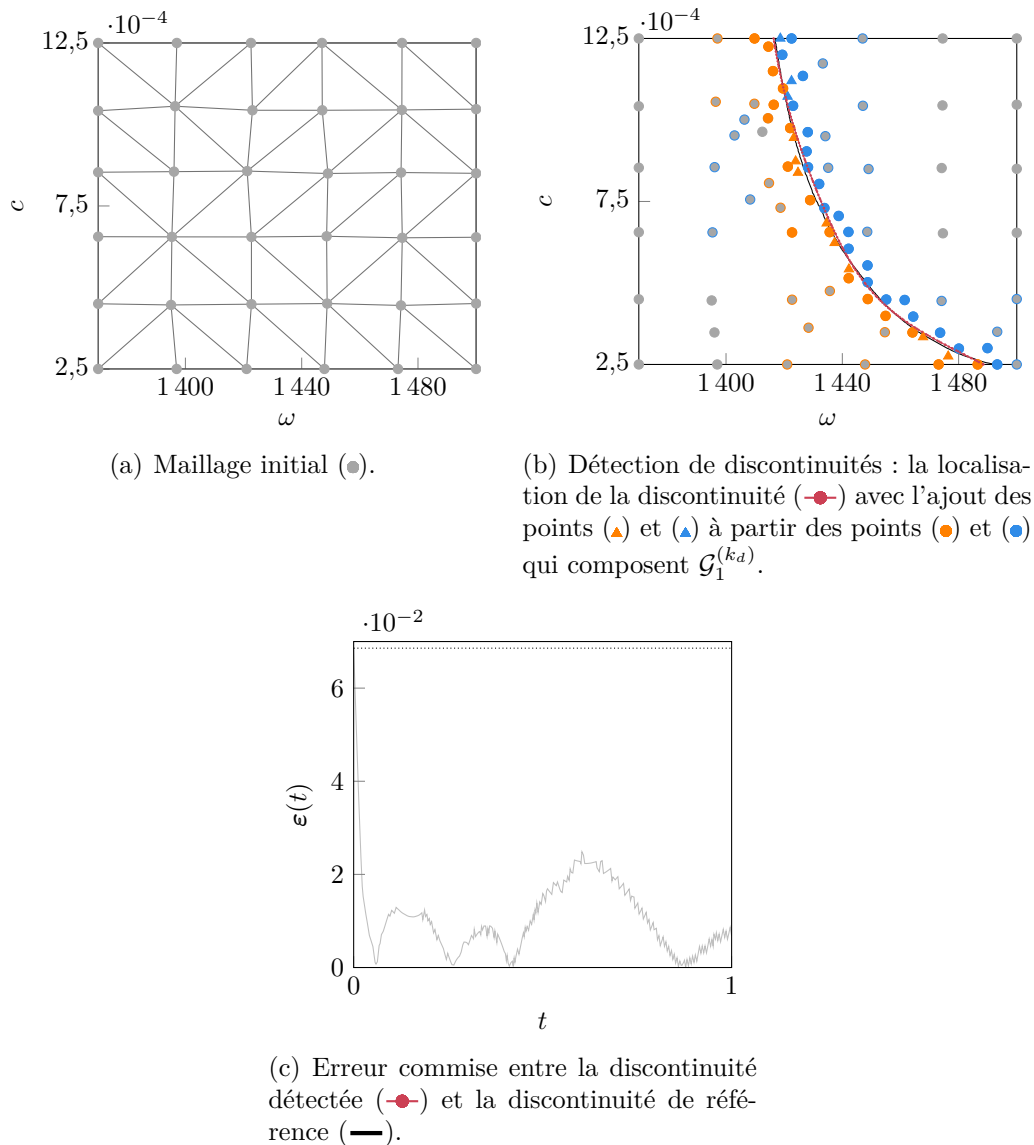 ·10⁻⁴
12,5
7,5
2,5
c
1 400
1 440
1 480
ω
(a) Maillage initial (●).
·10⁻⁴
12,5
7,5
2,5
c
1 400
1 440
1 480
ω
(b) Détection de discontinuités : la localisa-
tion de la discontinuité (●) avec l'ajout des
points (▲) et (▲) à partir des points (●) et (●)
qui composent 𝒢₁^(k_d).
·10⁻²
6
4
2
0
ε(t)
0
1
t
(c) Erreur commise entre la discontinuité
détectée (●) et la discontinuité de réfé-
rence (—).